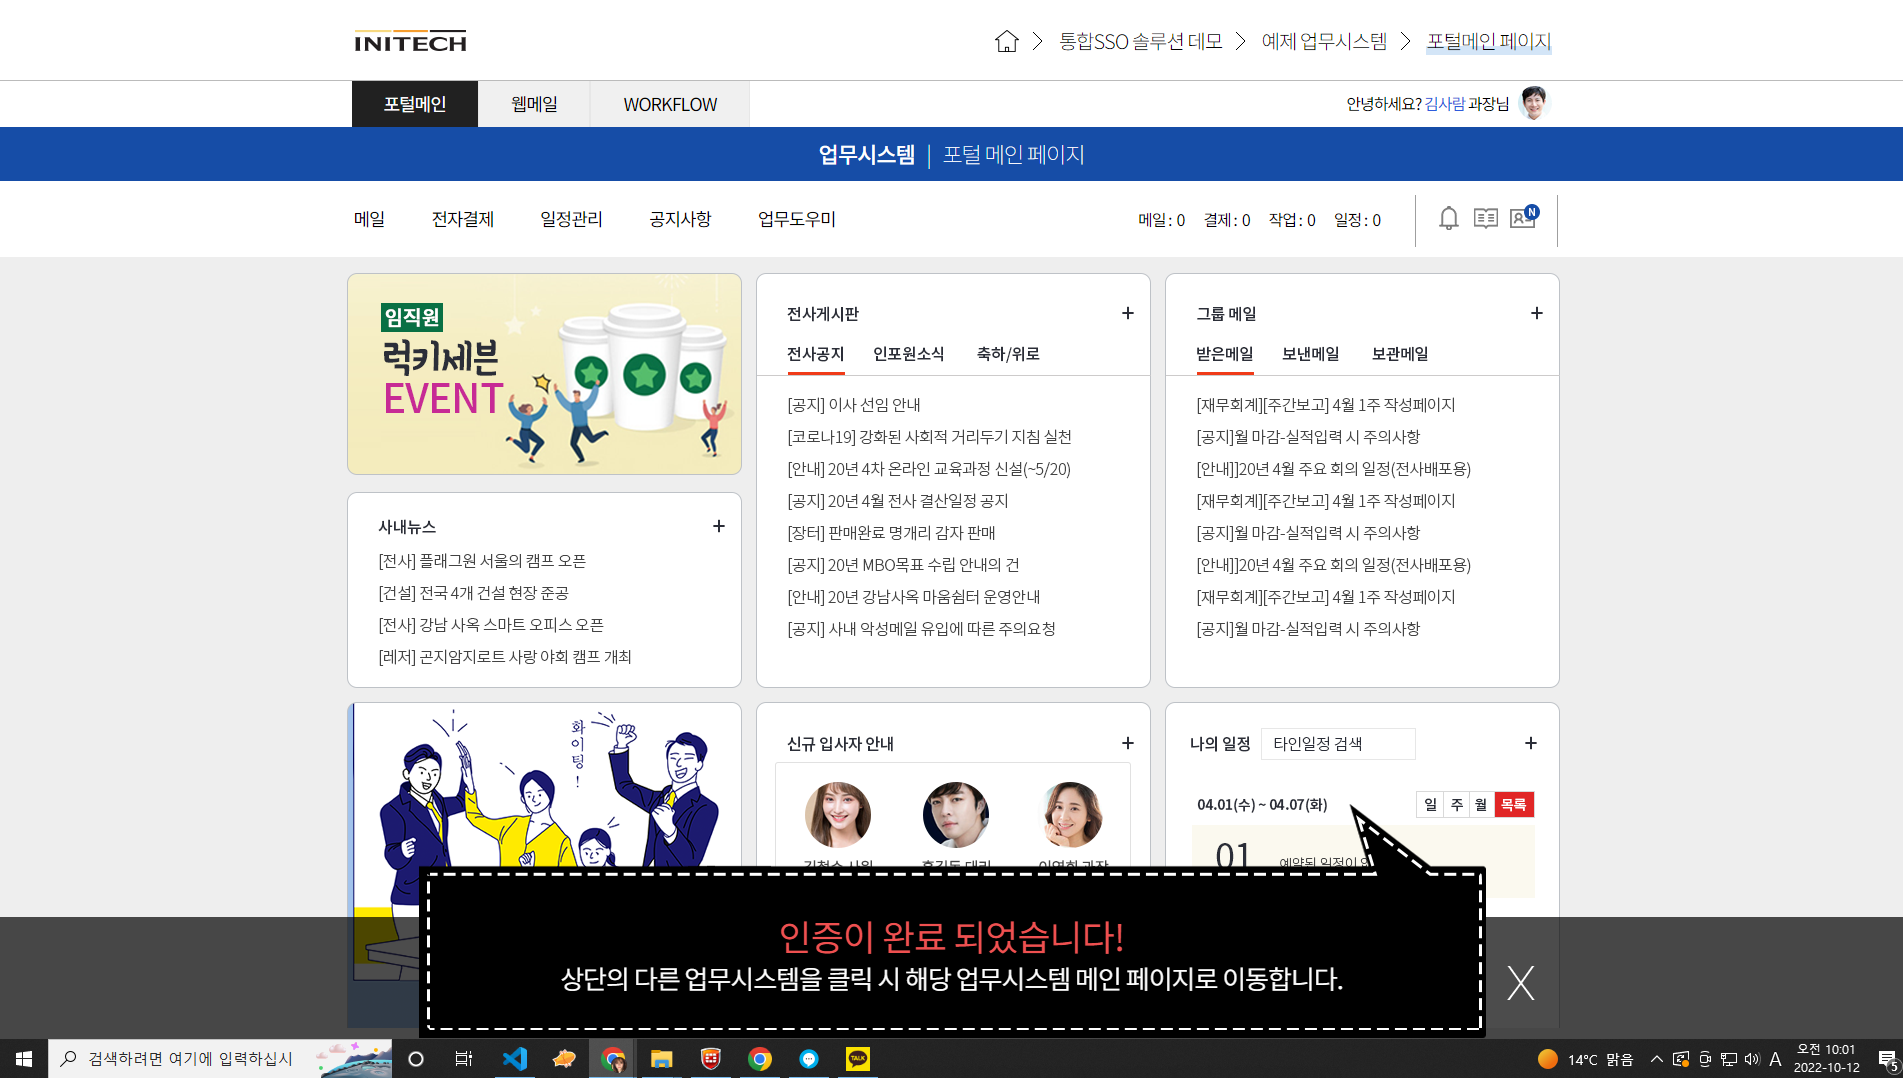 INITECH
통합SSO 솔루션 데모
예제 업무시스템
포털메인 페이지
포털메인
웹메일
WORKFLOW
안녕하세요? 김사람 과장님
업무시스템 | 포털 메인 페이지
메일
전자결제
일정관리
공지사항
업무도우미
메일 : 0
결제 : 0
작업 : 0
일정 : 0
N
임직원
럭키세븐
EVENT
사내뉴스
[전사] 플래그원 서울의 캠프 오픈
[건설] 전국 4개 건설 현장 준공
[전사] 강남 사옥 스마트 오피스 오픈
[레저] 곤지암지로트 사랑 야회 캠프 개최
전사게시판
전사공지
인포원소식
축하/위로
[공지] 이사 선임 안내
[코로나19] 강화된 사회적 거리두기 지침 실천
[안내] 20년 4차 온라인 교육과정 신설(~5/20)
[공지] 20년 4월 전사 결산일정 공지
[장터] 판매완료 명개리 감자 판매
[공지] 20년 MBO목표 수립 안내의 건
[안내] 20년 강남사옥 마움쉼터 운영안내
[공지] 사내 악성메일 유입에 따른 주의요청
그룹 메일
받은메일
보낸메일
보관메일
[재무회계][주간보고] 4월 1주 작성페이지
[공지]월 마감-실적입력 시 주의사항
[안내]]20년 4월 주요 회의 일정(전사배포용)
[재무회계][주간보고] 4월 1주 작성페이지
[공지]월 마감-실적입력 시 주의사항
[안내]]20년 4월 주요 회의 일정(전사배포용)
[재무회계][주간보고] 4월 1주 작성페이지
[공지]월 마감-실적입력 시 주의사항
화이팅!
신규 입사자 안내
나의 일정
타인일정 검색
04.01(수) ~ 04.07(화)
일
주
월
목록
01
인증이 완료 되었습니다!
상단의 다른 업무시스템을 클릭 시 해당 업무시스템 메인 페이지로 이동합니다.
X
검색하려면 여기에 입력하십시
TALK
14°C 맑음
A
오전 10:01
2022-10-12
5